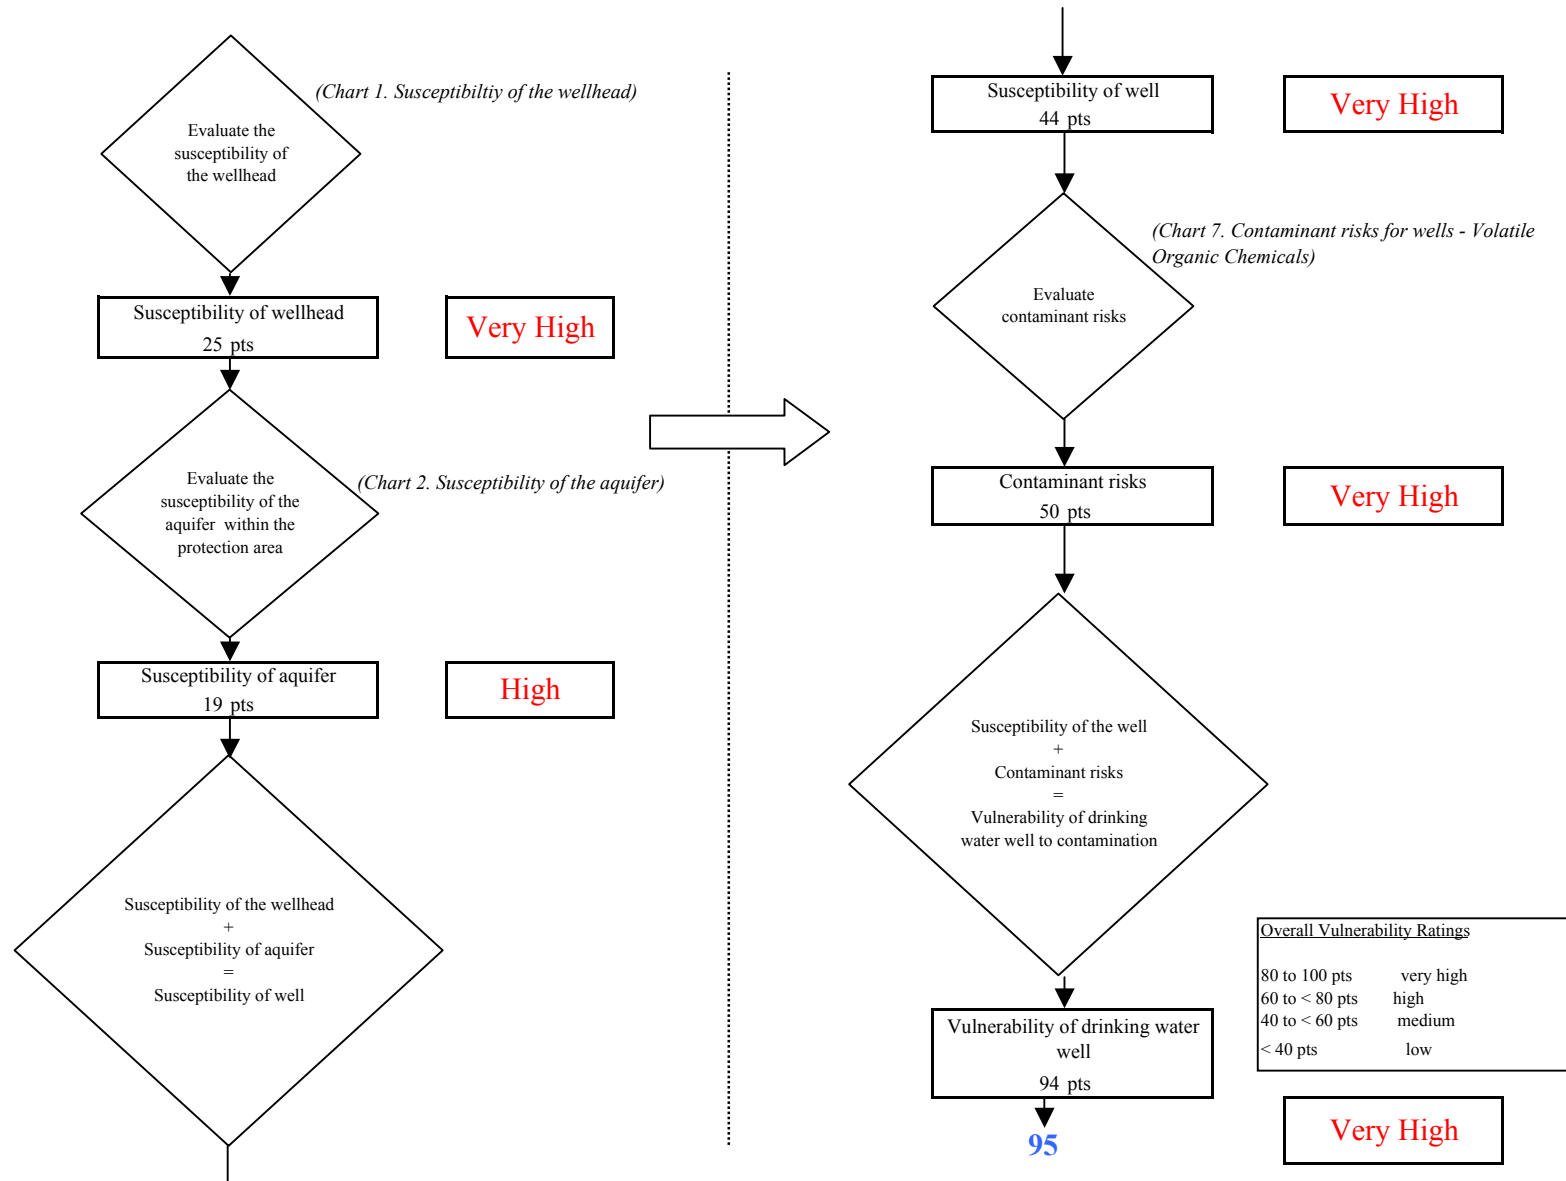 (Chart 1. Susceptibiltiy of the wellhead)
Evaluate the
susceptibility of
the wellhead
Susceptibility of wellhead
25 pts
Very High
(Chart 2. Susceptibility of the aquifer)
Evaluate the
susceptibility of the
aquifer within the
protection area
Susceptibility of aquifer
19 pts
High
Susceptibility of the wellhead
+
Susceptibility of aquifer
=
Susceptibility of well
Susceptibility of well
44 pts
Very High
(Chart 7. Contaminant risks for wells - Volatile
Organic Chemicals)
Evaluate
contaminant risks
Contaminant risks
50 pts
Very High
Susceptibility of the well
+
Contaminant risks
=
Vulnerability of drinking
water well to contamination
Overall Vulnerability Ratings
80 to 100 pts very high
60 to < 80 pts high
40 to < 60 pts medium
< 40 pts low
Vulnerability of drinking water
well
94 pts
95
Very High